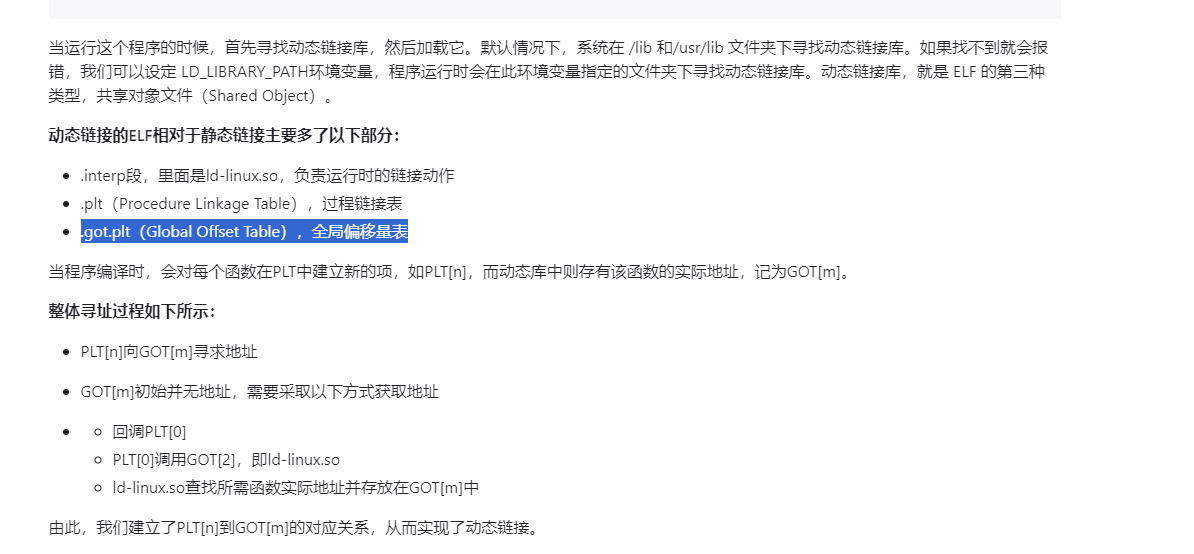 当运行这个程序的时候，首先寻找动态链接库，然后加载它。默认情况下，系统在 /lib 和/usr/lib 文件夹下寻找动态链接库。如果找不到就会报
错，我们可以设定 LD_LIBRARY_PATH环境变量，程序运行时会在此环境变量指定的文件夹下寻找动态链接库。动态链接库，就是 ELF 的第三种
类型，共享对象文件（Shared Object）。
动态链接的ELF相对于静态链接主要多了以下部分：
.interp段，里面是ld-linux.so，负责运行时的链接动作
.plt（Procedure Linkage Table），过程链接表
.got.plt（Global Offset Table），全局偏移量表
当程序编译时，会对每个函数在PLT中建立新的项，如PLT[n]，而动态库中则存有该函数的实际地址，记为GOT[m]。
整体寻址过程如下所示：
PLT[n]向GOT[m]寻求地址
GOT[m]初始并无地址，需要采取以下方式获取地址
回调PLT[0]
PLT[0]调用GOT[2]，即ld-linux.so
ld-linux.so查找所需函数实际地址并存放在GOT[m]中
由此，我们建立了PLT[n]到GOT[m]的对应关系，从而实现了动态链接。